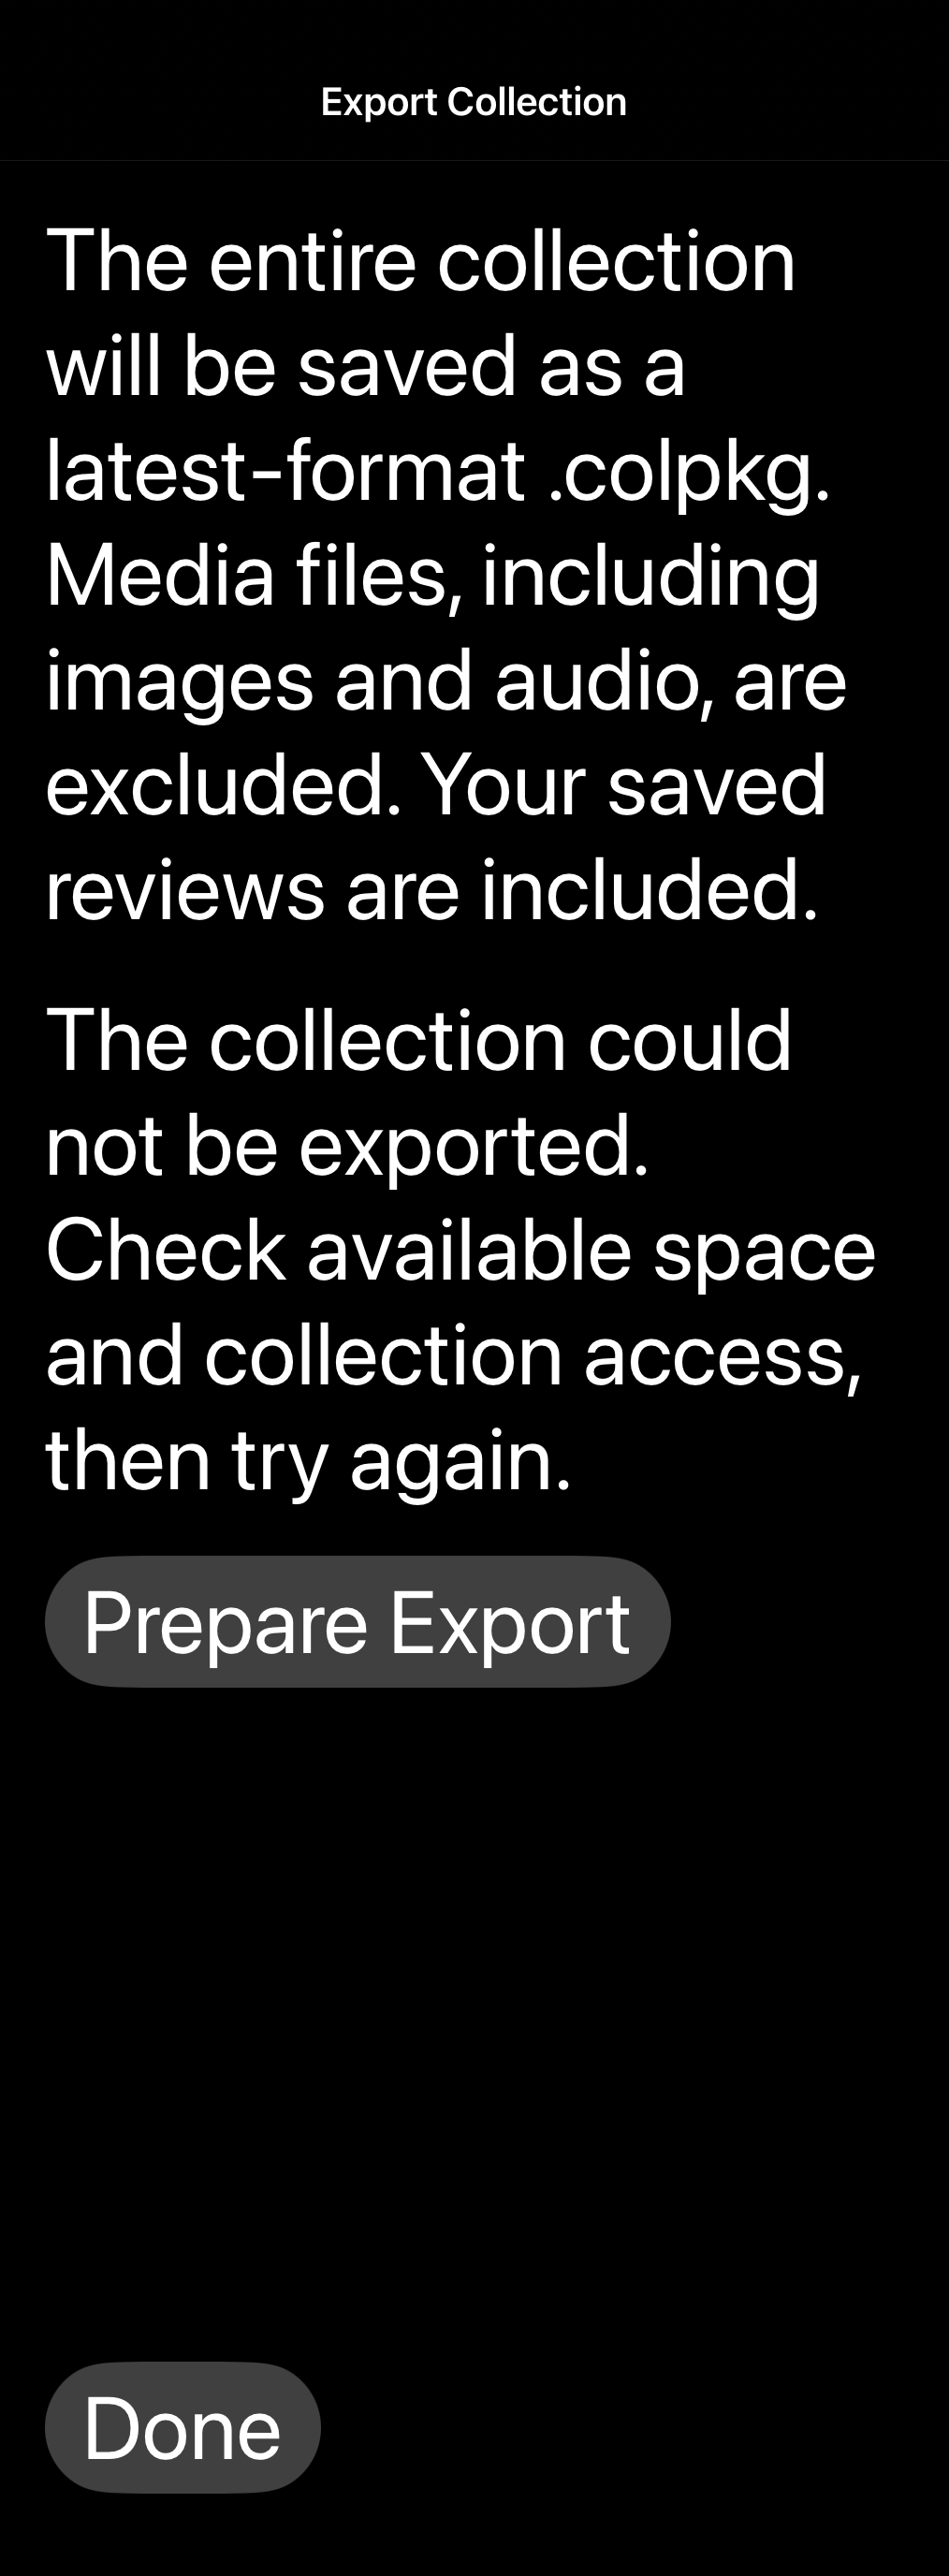 Export Collection
The entire collection
will be saved as a
latest-format .colpkg.
Media files, including
images and audio, are
excluded. Your saved
reviews are included.
The collection could
not be exported.
Check available space
and collection access,
then try again.
Prepare Export
Done